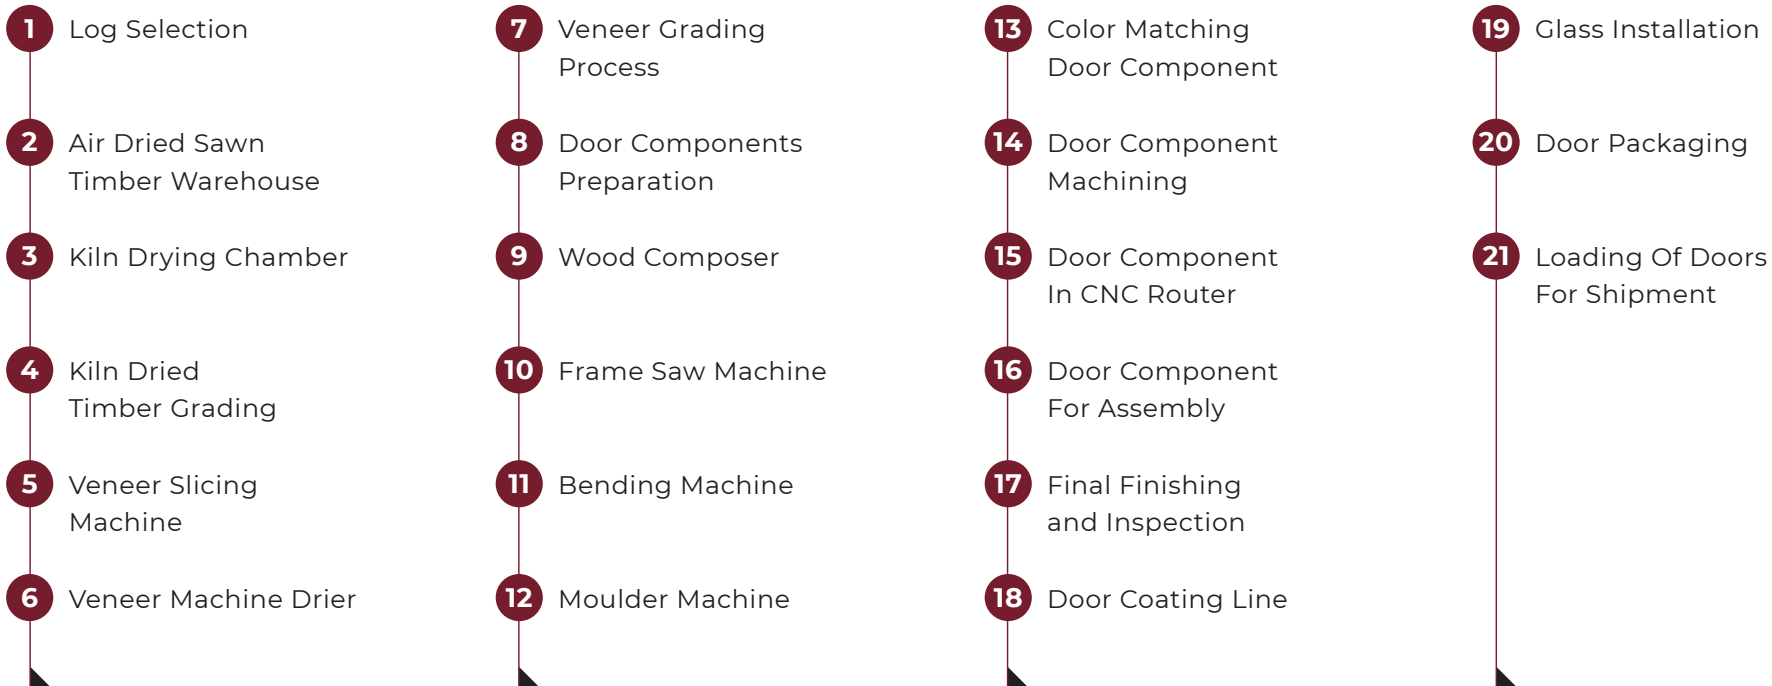 1 Log Selection
2 Air Dried Sawn
Timber Warehouse
3 Kiln Drying Chamber
4 Kiln Dried
Timber Grading
5 Veneer Slicing
Machine
6 Veneer Machine Drier
7 Veneer Grading
Process
8 Door Components
Preparation
9 Wood Composer
10 Frame Saw Machine
11 Bending Machine
12 Moulder Machine
13 Color Matching
Door Component
14 Door Component
Machining
15 Door Component
In CNC Router
16 Door Component
For Assembly
17 Final Finishing
and Inspection
18 Door Coating Line
19 Glass Installation
20 Door Packaging
21 Loading Of Doors
For Shipment